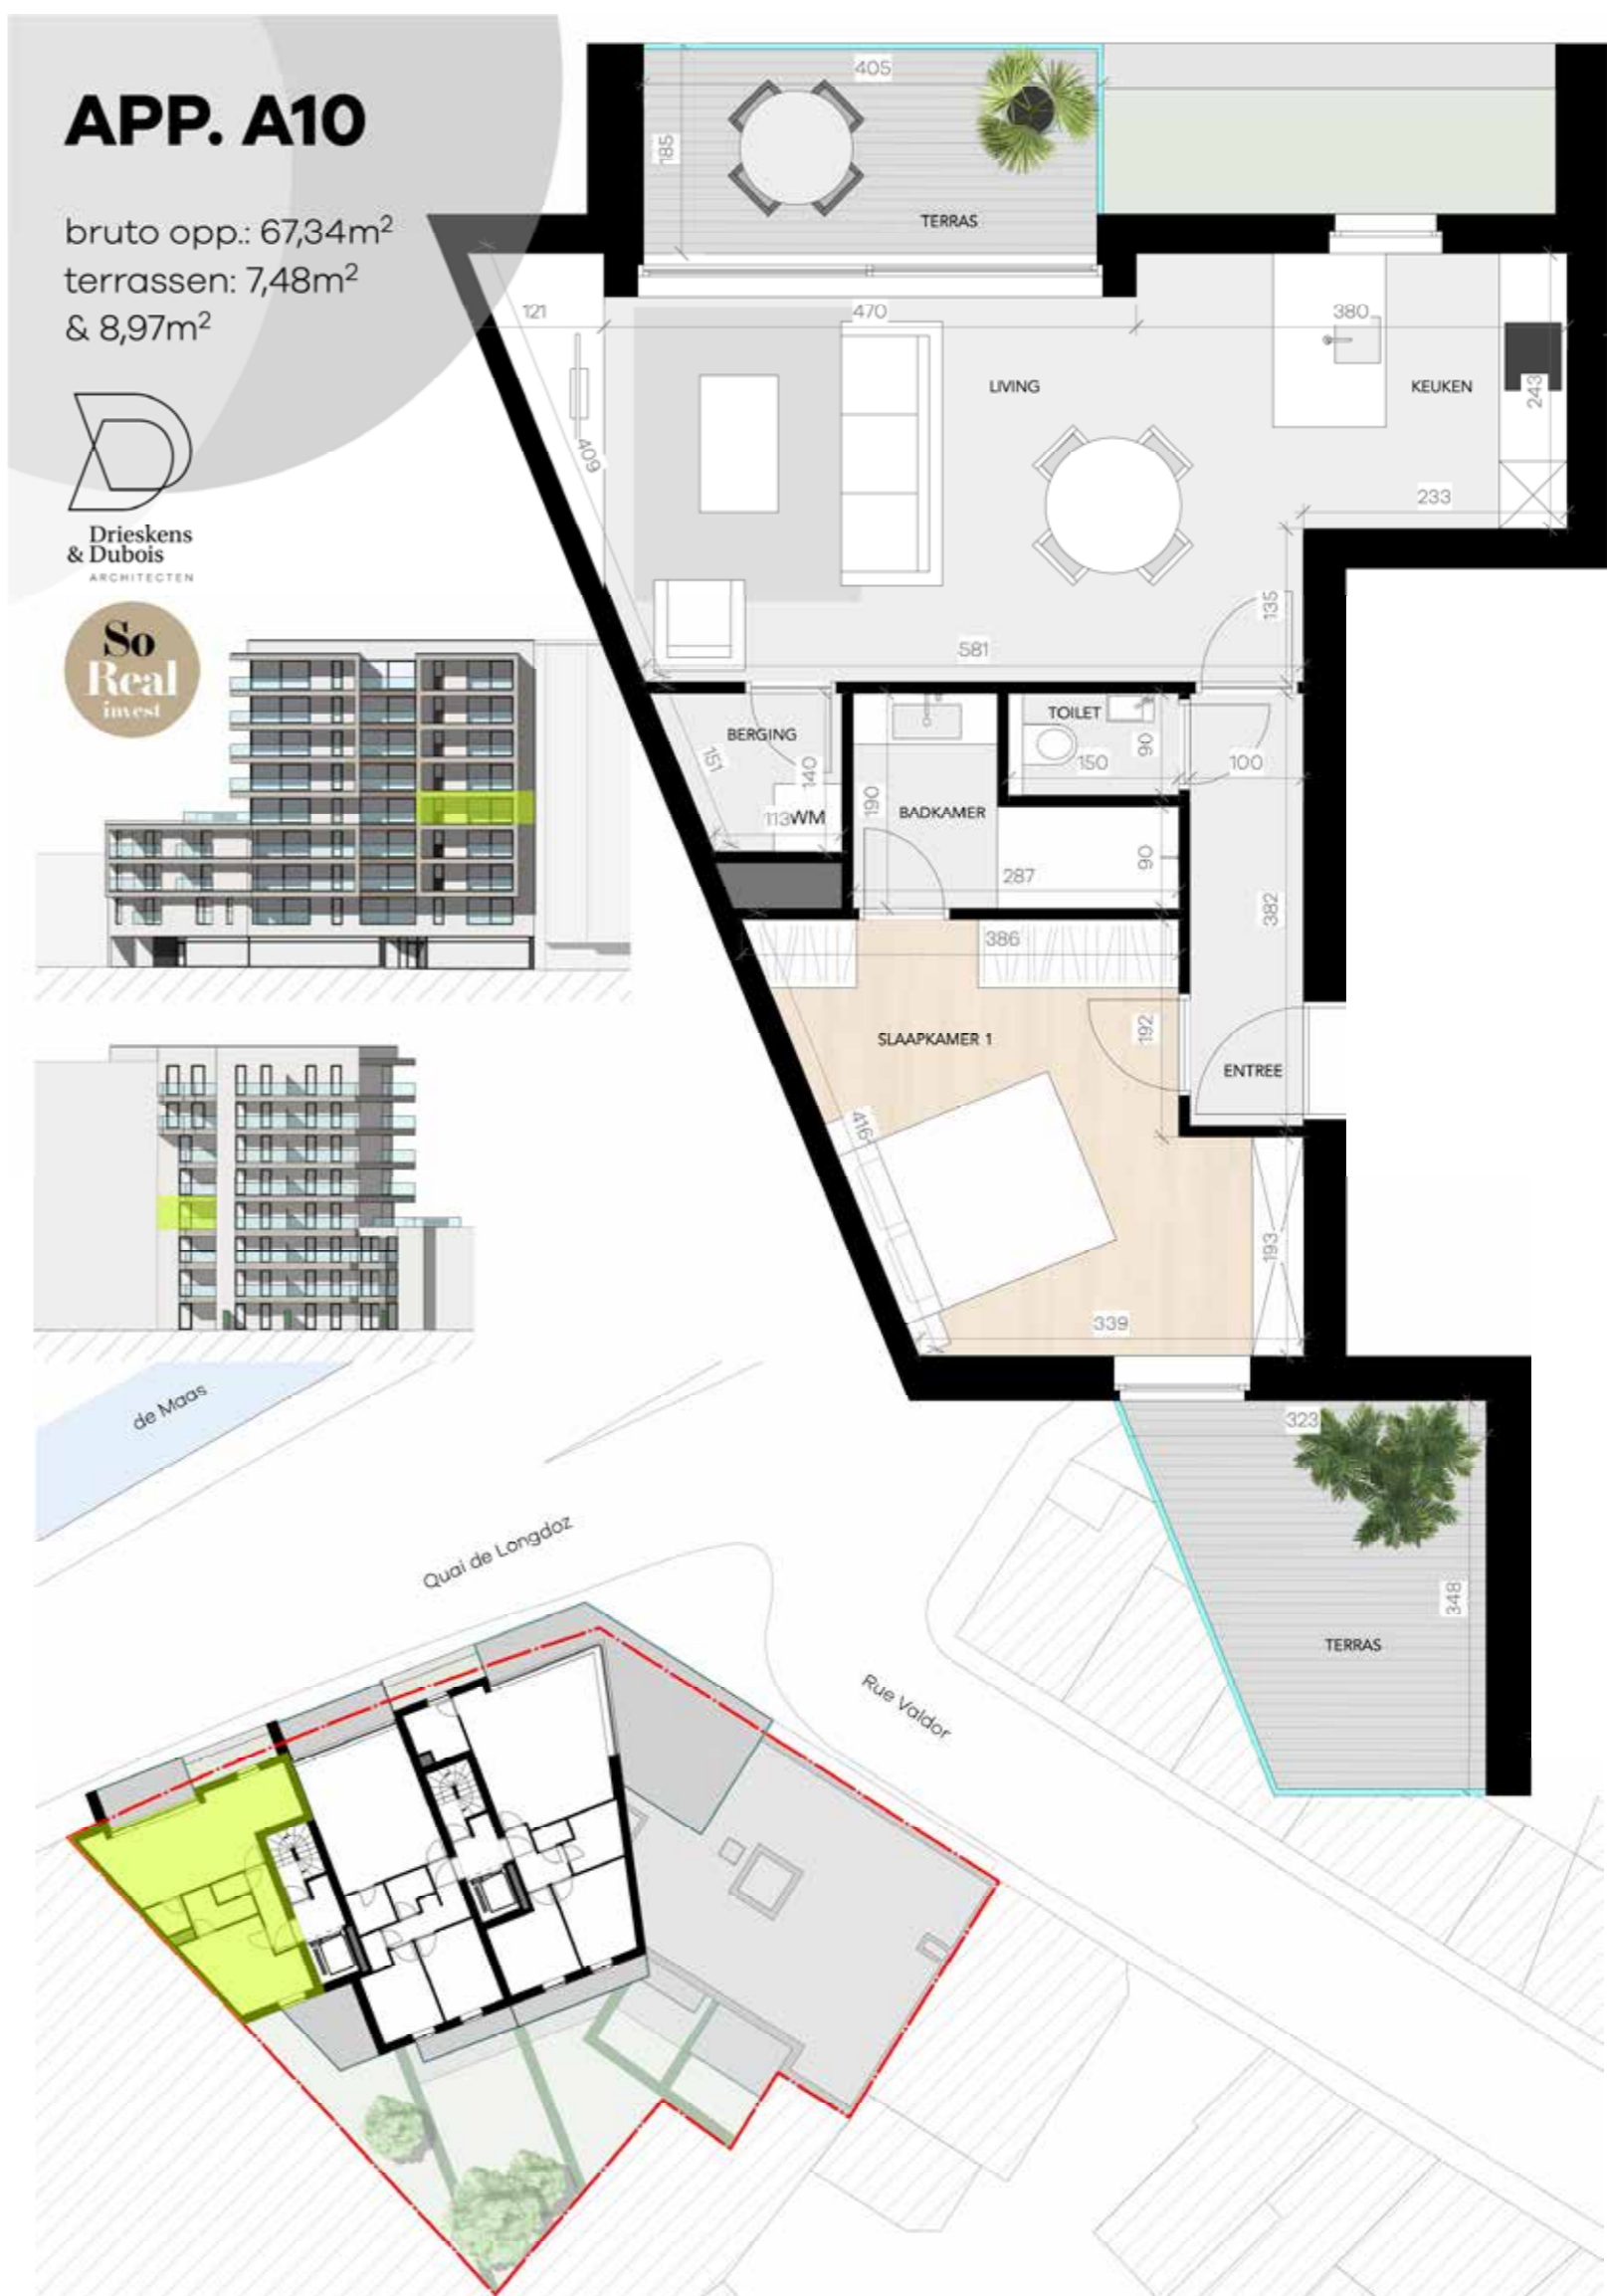 APP. A10
bruto opp.: 67,34m²
terrassen: 7,48m²
& 8,97m²
Drieskens
& Dubois
ARCHITECTEN
So
Real
invest
405
185
TERRAS
121
470
380
LIVING
KEUKEN
243
409
233
135
581
BERGING
TOILET
151
140
150
90
100
190
BADKAMER
113
WM
90
287
382
386
192
SLAAPKAMER 1
ENTREE
416
193
339
323
348
TERRAS
de Maas
Quai de Longdoz
Rue Valdor